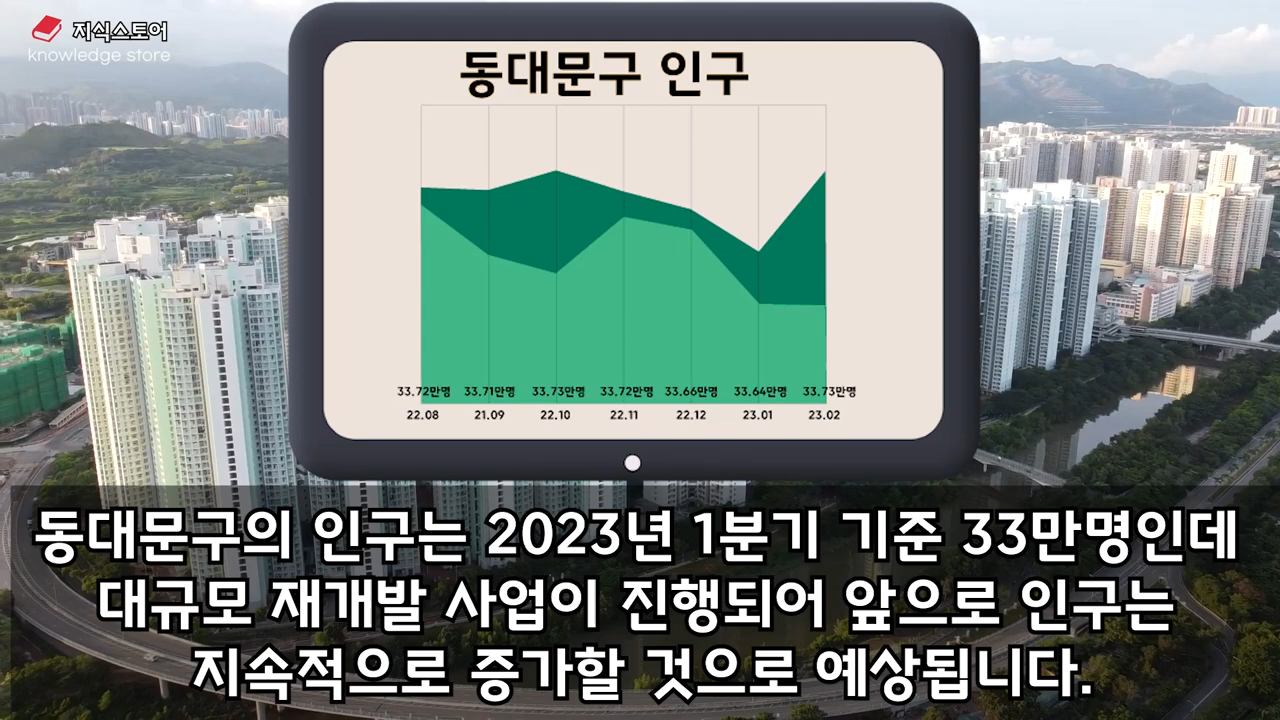 지식스토어
knowledge store
동대문구 인구
33.72만명 33.71만명 33.73만명 33.72만명 33.66만명 33.64만명 33.73만명
22.08 21.09 22.10 22.11 22.12 23.01 23.02
동대문구의 인구는 2023년 1분기 기준 33만명인데
대규모 재개발 사업이 진행되어 앞으로 인구는
지속적으로 증가할 것으로 예상됩니다.